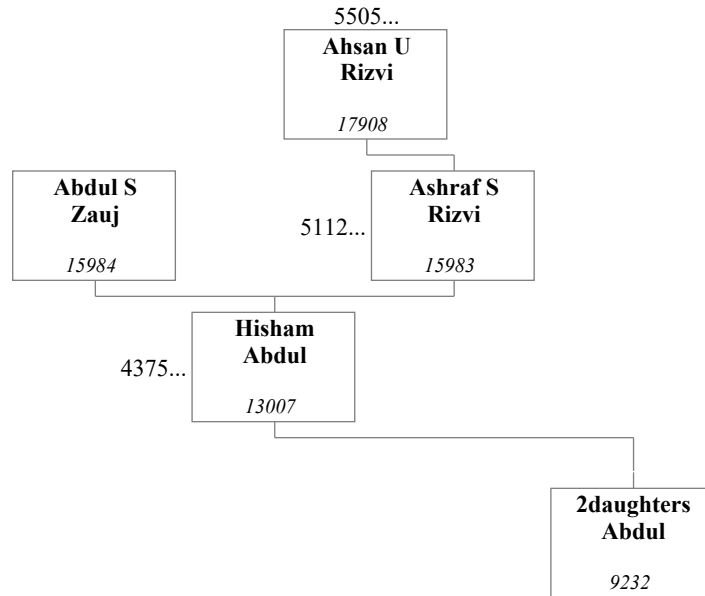 5505...
Ahsan U
Rizvi
17908
Abdul S
Zauj
15984
5112...
Ashraf S
Rizvi
15983
4375...
Hisham
Abdul
13007
2daughters
Abdul
9232